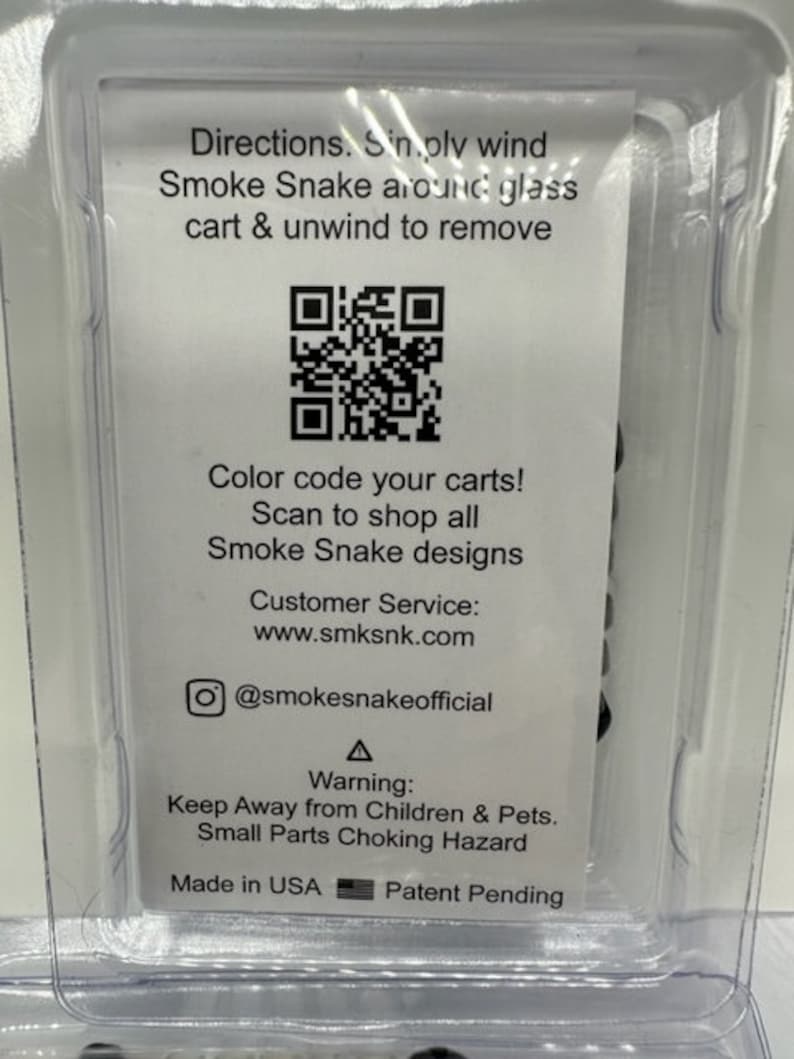 Directions: Simply wind
Smoke Snake around glass
cart & unwind to remove
Color code your carts!
Scan to shop all
Smoke Snake designs
Customer Service:
www.smksnk.com
@smokesnakeofficial
Warning:
Keep Away from Children & Pets.
Small Parts Choking Hazard
Made in USA Patent Pending